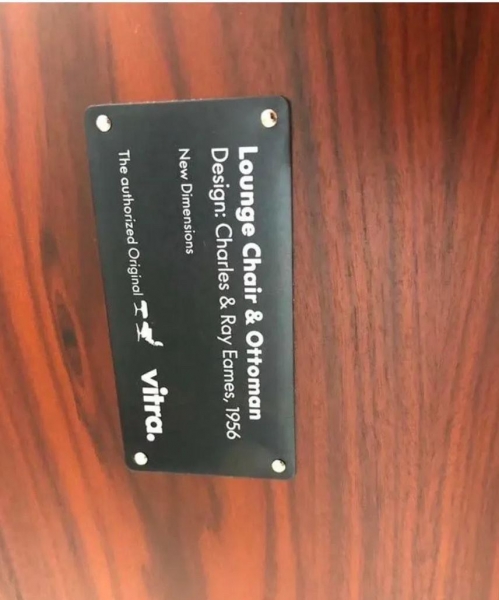 Lounge Chair & Ottoman
Design: Charles & Ray Eames, 1956
New Dimensions
The authorized Original vitra.